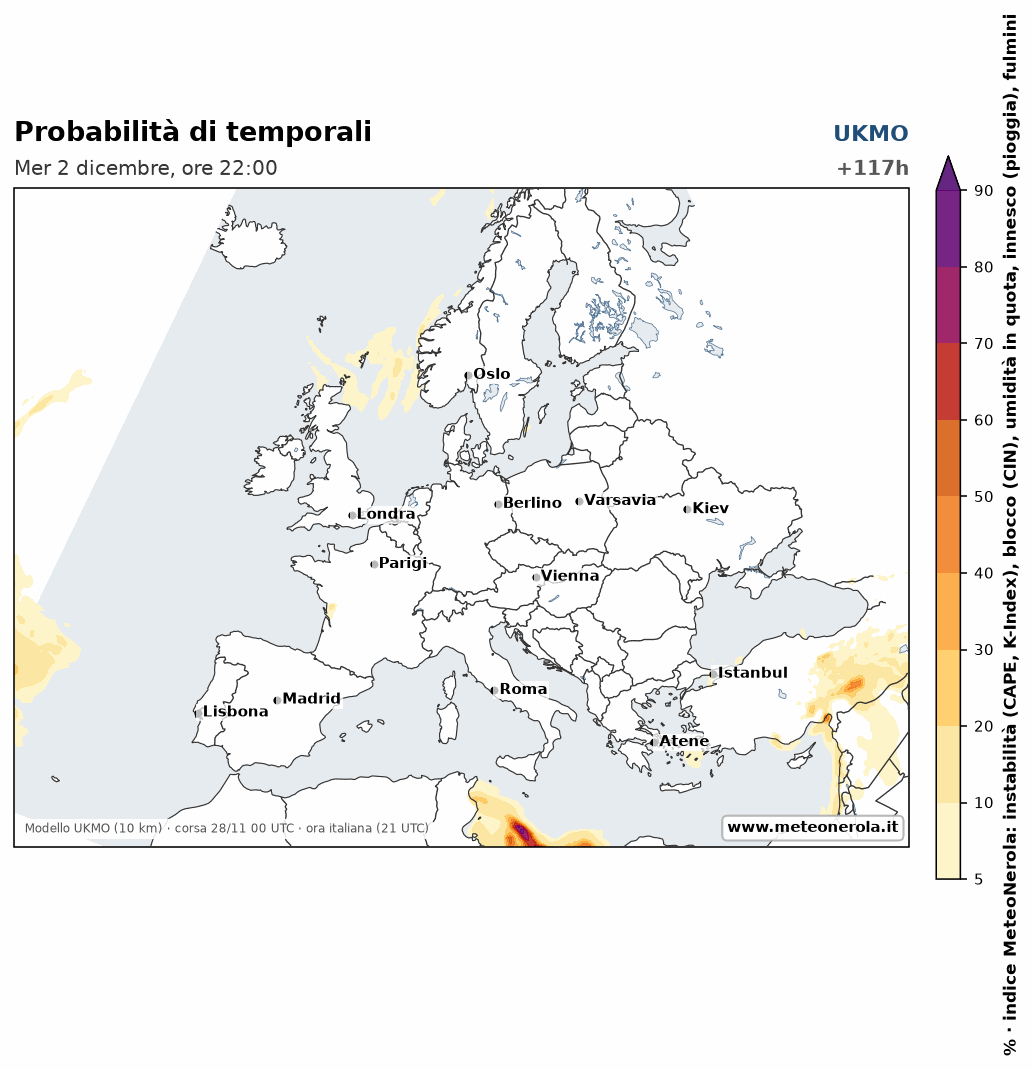 Probabilità di temporali
UKMO
Mer 2 dicembre, ore 22:00
+117h
Oslo
Londra
Berlino
Varsavia
Kiev
Parigi
Vienna
Madrid
Lisbona
Roma
Istanbul
Atene
Modello UKMO (10 km) · corsa 28/11 00 UTC · ora italiana (21 UTC)
www.meteonerola.it
90
80
70
60
50
40
30
20
10
5
% · indice MeteoNerola: instabilità (CAPE, K-Index), blocco (CIN), umidità in quota, innesco (pioggia), fulmini